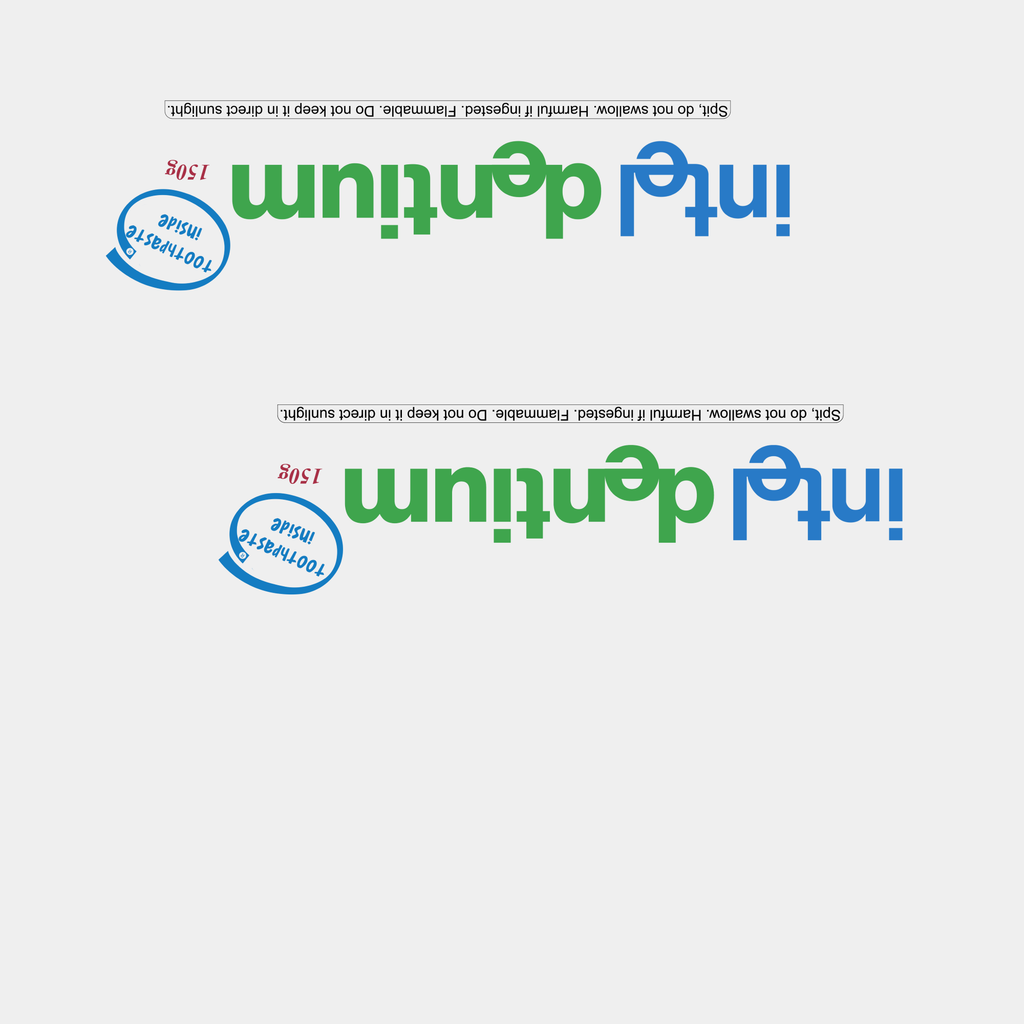 intel dentium
toothpaste
inside
150g
Spit, do not swallow. Harmful if ingested. Flammable. Do not keep it in direct sunlight.
intel dentium
toothpaste
inside
150g
Spit, do not swallow. Harmful if ingested. Flammable. Do not keep it in direct sunlight.